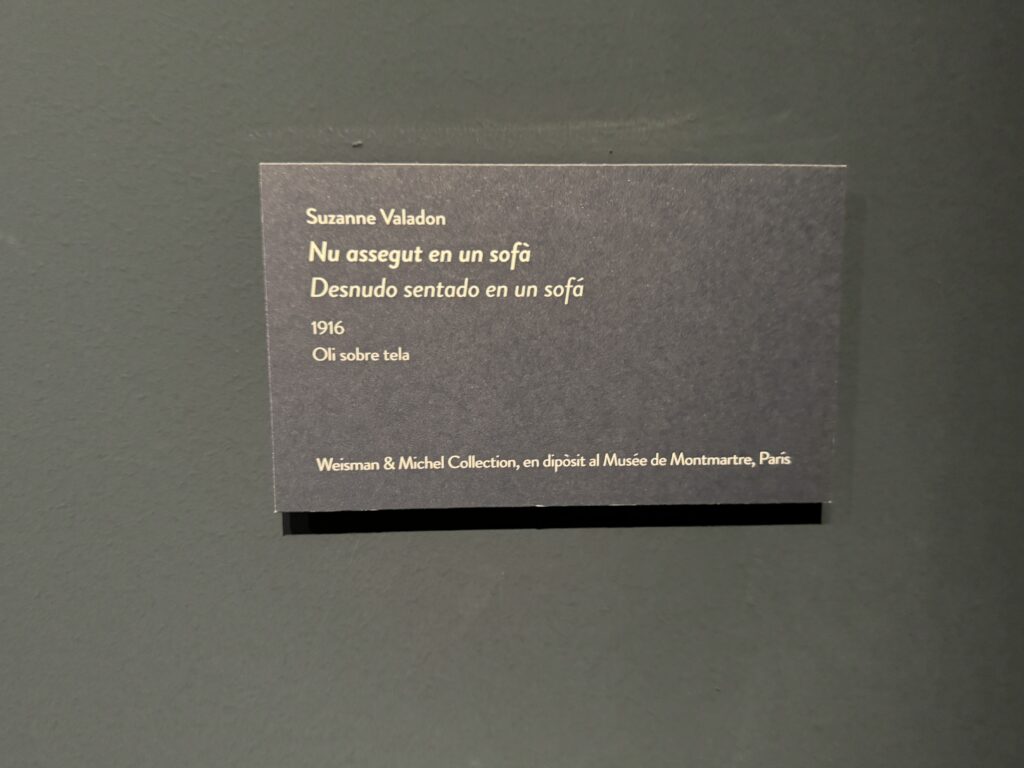 Suzanne Valadon
Nu assegut en un sofà
Desnudo sentado en un sofá
1916
Oli sobre tela
Weisman & Michel Collection, en dipòsit al Musée de Montmartre, París